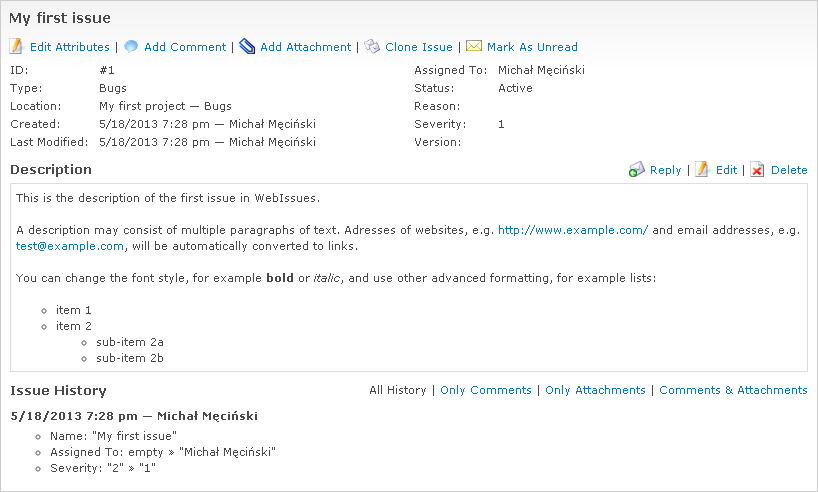 My first issue
Edit Attributes | Add Comment | Add Attachment | Clone Issue | Mark As Unread
ID: #1 Assigned To: Michał Męciński
Type: Bugs Status: Active
Location: My first project — Bugs Reason:
Created: 5/18/2013 7:28 pm — Michał Męciński Severity: 1
Last Modified: 5/18/2013 7:28 pm — Michał Męciński Version:
Description Reply | Edit | Delete
This is the description of the first issue in WebIssues.
A description may consist of multiple paragraphs of text. Adresses of websites, e.g. http://www.example.com/ and email addresses, e.g.
test@example.com, will be automatically converted to links.
You can change the font style, for example bold or italic, and use other advanced formatting, for example lists:
item 1
item 2
sub-item 2a
sub-item 2b
Issue History All History | Only Comments | Only Attachments | Comments & Attachments
5/18/2013 7:28 pm — Michał Męciński
Name: "My first issue"
Assigned To: empty » "Michał Męciński"
Severity: "2" » "1"